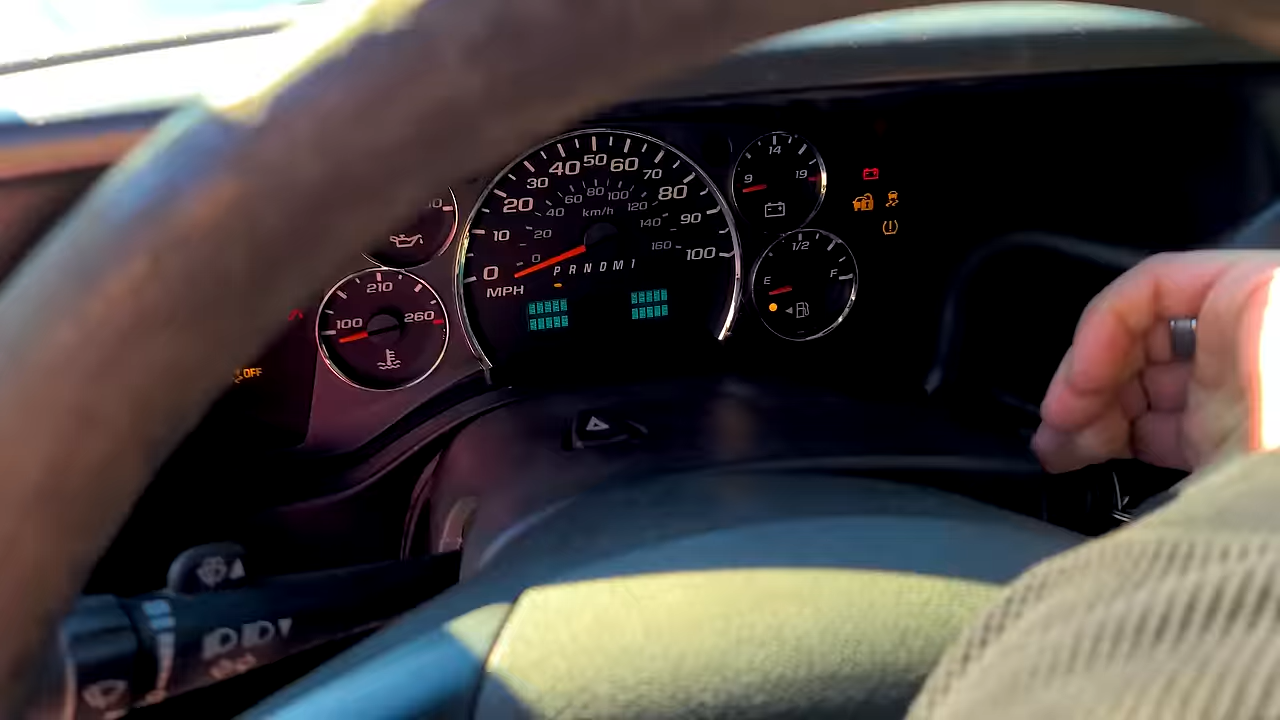 40 50 60
30 70
20 80
10 90
0 100
MPH
60 80 100
40 120
20 140
0 160
km/h
PRNDM1
9 14 19
E 1/2 F
100 210 260
OFF